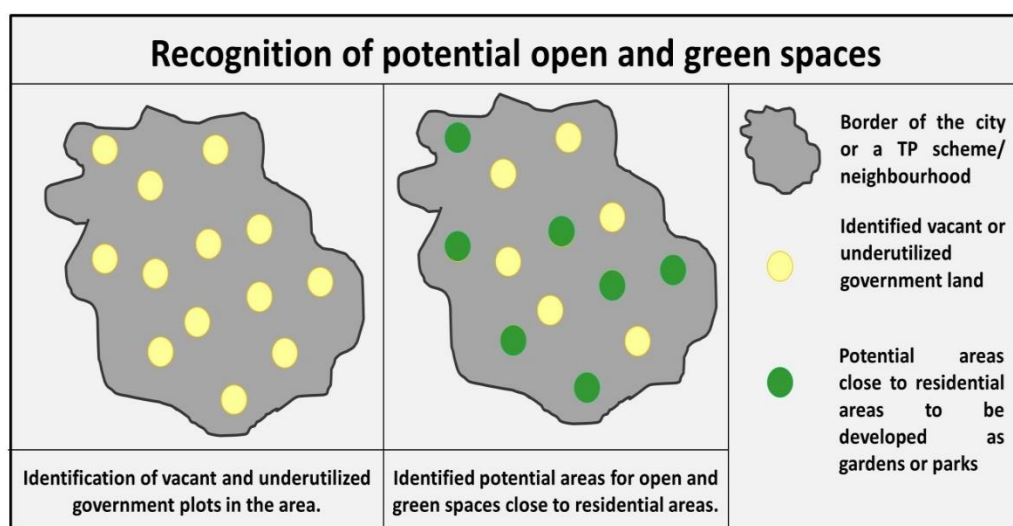 Recognition of potential open and green spaces
Border of the city
or a TP scheme/
neighbourhood
Identified vacant or
underutilized
government land
Potential areas
close to residential
areas to be
developed as
gardens or parks
Identification of vacant and underutilized
government plots in the area.
Identified potential areas for open and
green spaces close to residential areas.